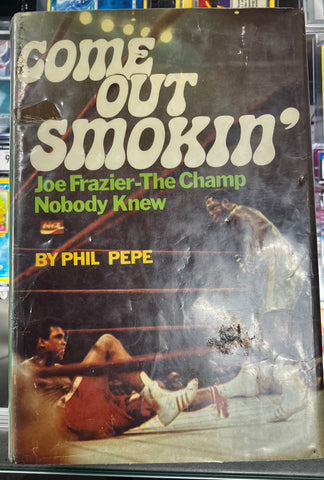 COME
OUT
SMOKIN'
Joe Frazier-The Champ
Nobody Knew
BY PHIL PEPE